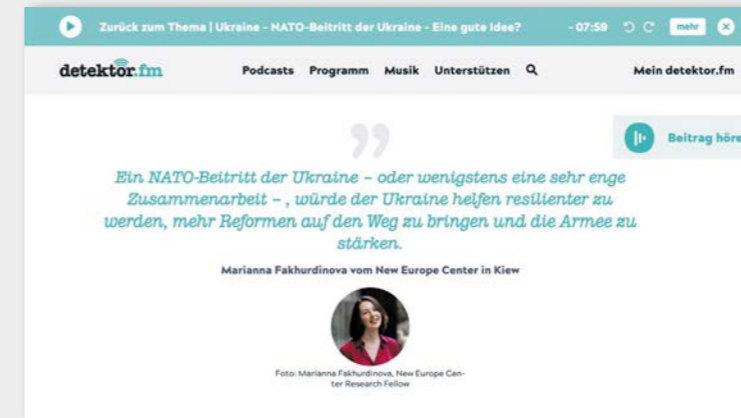 Zurück zum Thema | Ukraine - NATO-Beitritt der Ukraine - Eine gute Idee? - 07:59 mehr
detektor.fm Podcasts Programm Musik Unterstützen Mein detektor.fm
Beitrag höre
”
Ein NATO-Beitritt der Ukraine – oder wenigstens eine sehr enge
Zusammenarbeit – , würde der Ukraine helfen resilienter zu
werden, mehr Reformen auf den Weg zu bringen und die Armee zu
stärken.
Marianna Fakhurdinova vom New Europe Center in Kiew
Foto: Marianna Fakhurdinova, New Europe Cen-
ter Research Fellow